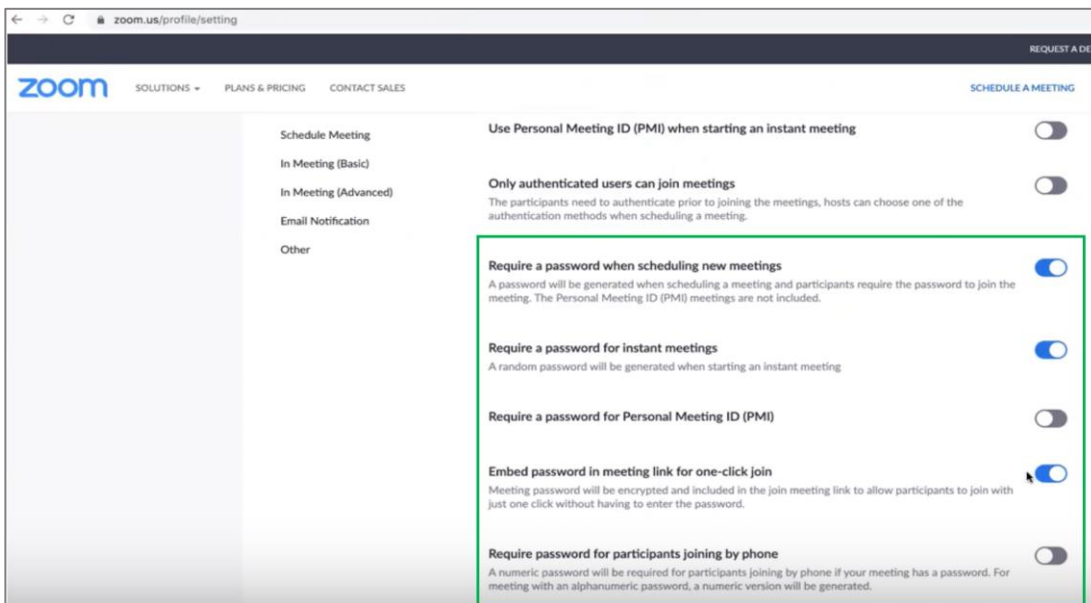 zoom.us/profile/setting
REQUEST A DE
zoom
SOLUTIONS
PLANS & PRICING
CONTACT SALES
SCHEDULE A MEETING
Schedule Meeting
In Meeting (Basic)
In Meeting (Advanced)
Email Notification
Other
Use Personal Meeting ID (PMI) when starting an instant meeting
Only authenticated users can join meetings
The participants need to authenticate prior to joining the meetings, hosts can choose one of the
authentication methods when scheduling a meeting.
Require a password when scheduling new meetings
A password will be generated when scheduling a meeting and participants require the password to join the
meeting. The Personal Meeting ID (PMI) meetings are not included.
Require a password for instant meetings
A random password will be generated when starting an instant meeting
Require a password for Personal Meeting ID (PMI)
Embed password in meeting link for one-click join
Meeting password will be encrypted and included in the join meeting link to allow participants to join with
just one click without having to enter the password.
Require password for participants joining by phone
A numeric password will be required for participants joining by phone if your meeting has a password. For
meeting with an alphanumeric password, a numeric version will be generated.